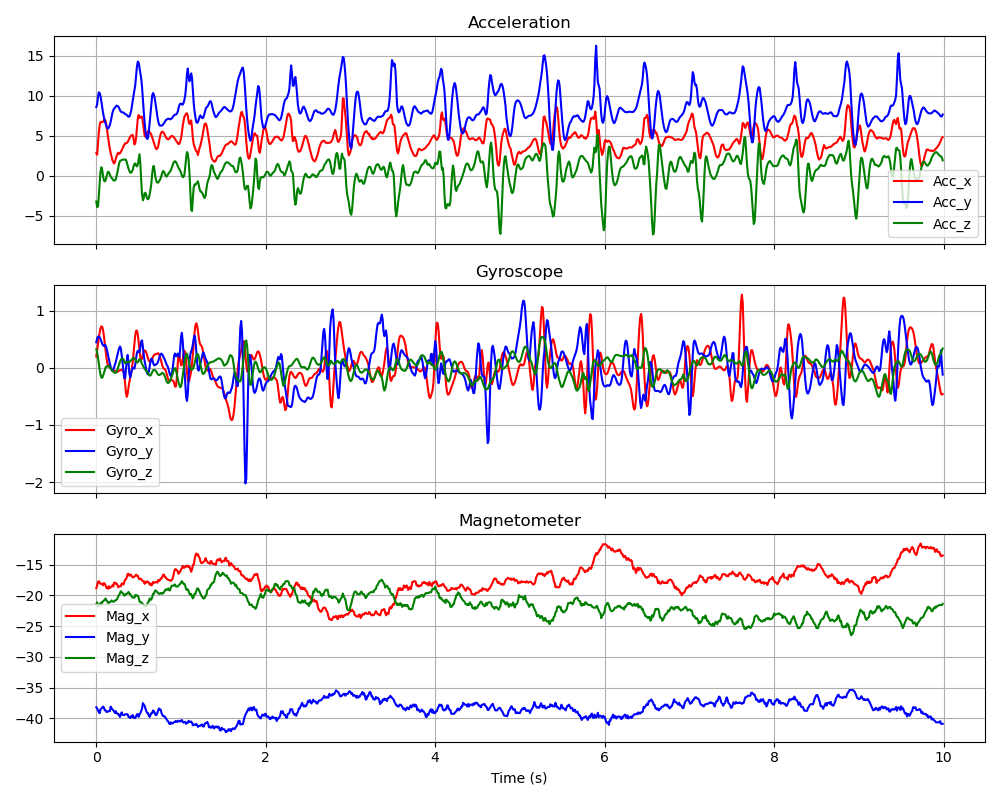 Acceleration
15
10
5
0
−5
Acc_x
Acc_y
Acc_z
Gyroscope
1
0
−1
−2
Gyro_x
Gyro_y
Gyro_z
Magnetometer
−15
−20
−25
−30
−35
−40
Mag_x
Mag_y
Mag_z
0 2 4 6 8 10
Time (s)